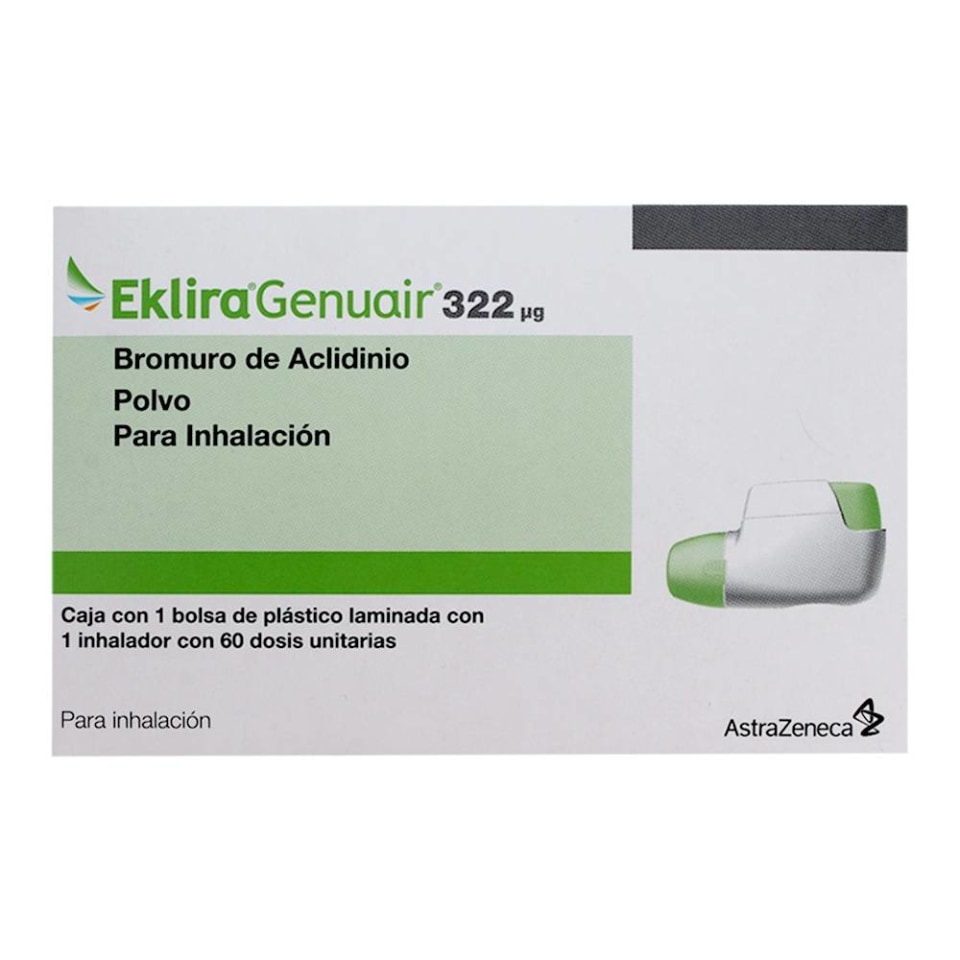 Eklira® Genuair® 322 µg
Bromuro de Aclidinio
Polvo
Para Inhalación
Caja con 1 bolsa de plástico laminada con
1 inhalador con 60 dosis unitarias
Para inhalación
AstraZeneca